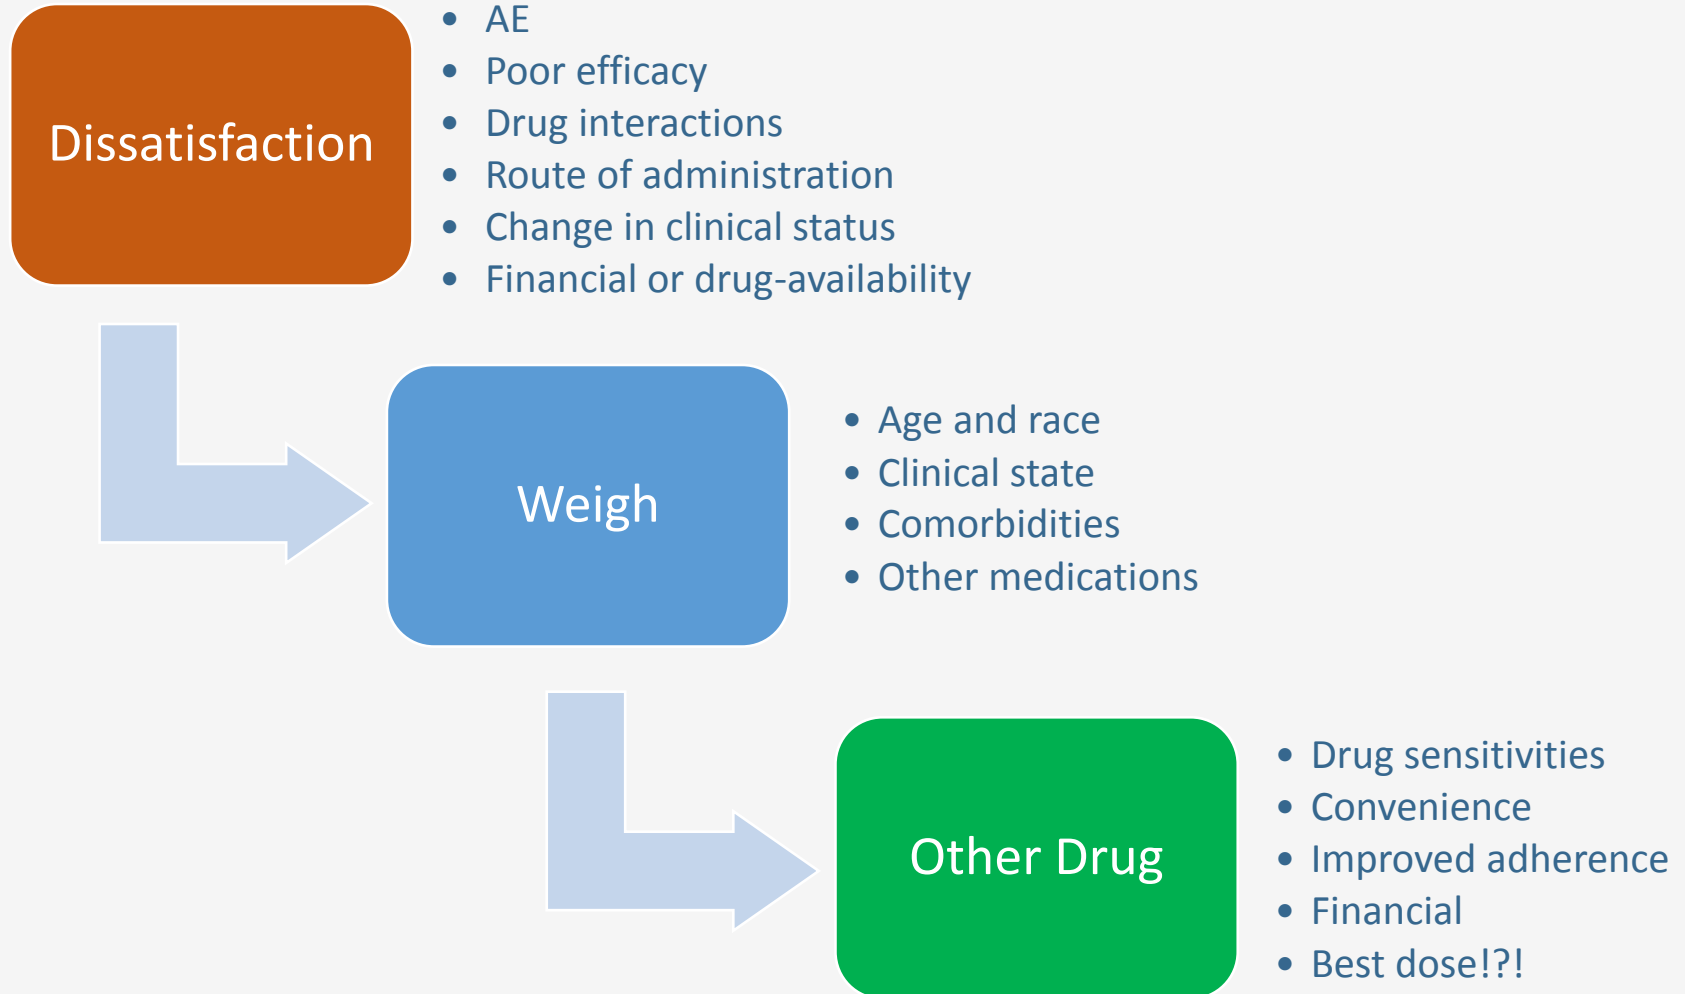 Dissatisfaction
• AE
• Poor efficacy
• Drug interactions
• Route of administration
• Change in clinical status
• Financial or drug-availability
Weigh
• Age and race
• Clinical state
• Comorbidities
• Other medications
Other Drug
• Drug sensitivities
• Convenience
• Improved adherence
• Financial
• Best dose!?!